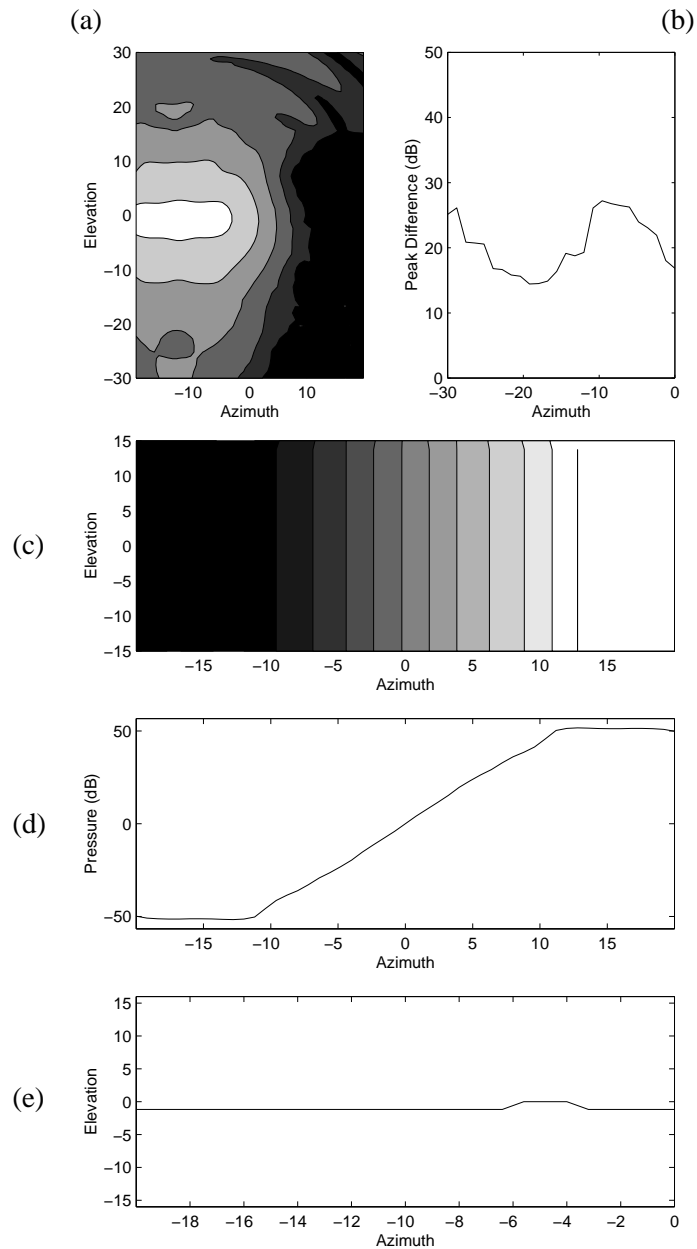 (a)
30
20
10
0
−10
−20
−30
Elevation
−10 0 10
Azimuth
(b)
50
40
30
20
10
0
Peak Difference (dB)
−30 −20 −10 0
Azimuth
(c)
15
10
5
0
−5
−10
−15
Elevation
−15 −10 −5 0 5 10 15
Azimuth
(d)
50
0
−50
Pressure (dB)
−15 −10 −5 0 5 10 15
Azimuth
(e)
15
10
5
0
−5
−10
−15
Elevation
−18 −16 −14 −12 −10 −8 −6 −4 −2 0
Azimuth